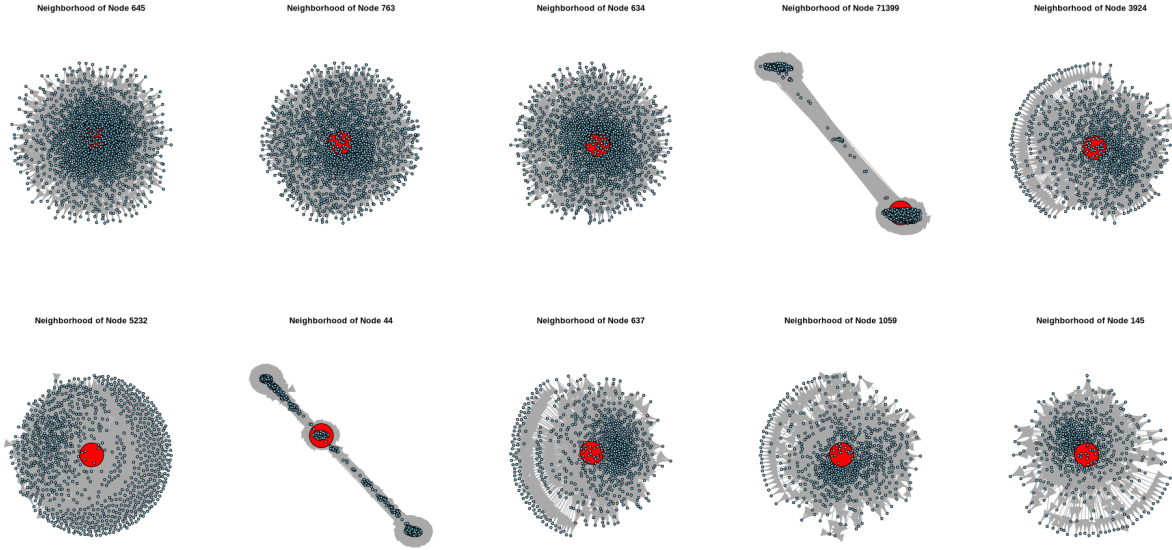 Neighborhood of Node 645
Neighborhood of Node 763
Neighborhood of Node 634
Neighborhood of Node 71399
Neighborhood of Node 3924
Neighborhood of Node 5232
Neighborhood of Node 44
Neighborhood of Node 637
Neighborhood of Node 1059
Neighborhood of Node 145